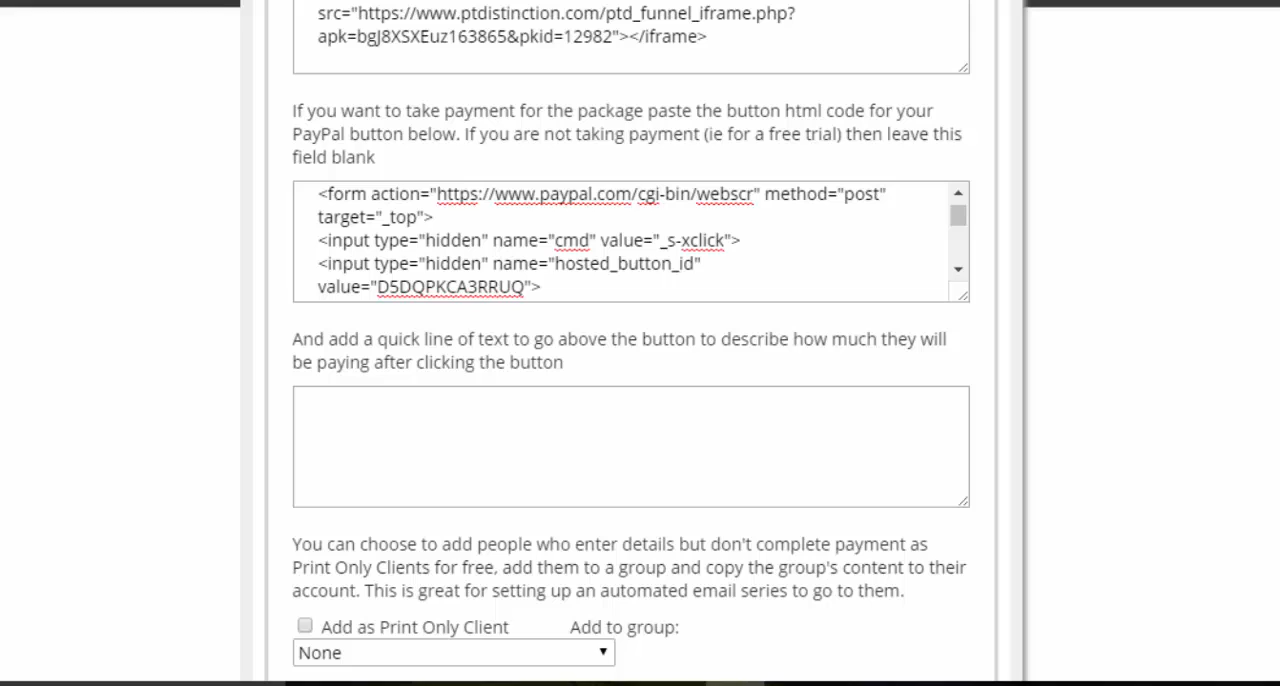 src="https://www.ptdistinction.com/ptd_funnel_iframe.php?
apk=bgJ8XSXEuz163865&pkid=12982"></iframe>
If you want to take payment for the package paste the button html code for your
PayPal button below. If you are not taking payment (ie for a free trial) then leave this
field blank
<form action="https://www.paypal.com/cgi-bin/webscr" method="post"
target="_top">
<input type="hidden" name="cmd" value="_s-xclick">
<input type="hidden" name="hosted_button_id"
value="D5DQPKCA3RRUQ">
And add a quick line of text to go above the button to describe how much they will
be paying after clicking the button
You can choose to add people who enter details but don't complete payment as
Print Only Clients for free, add them to a group and copy the group's content to their
account. This is great for setting up an automated email series to go to them.
Add as Print Only Client Add to group:
None